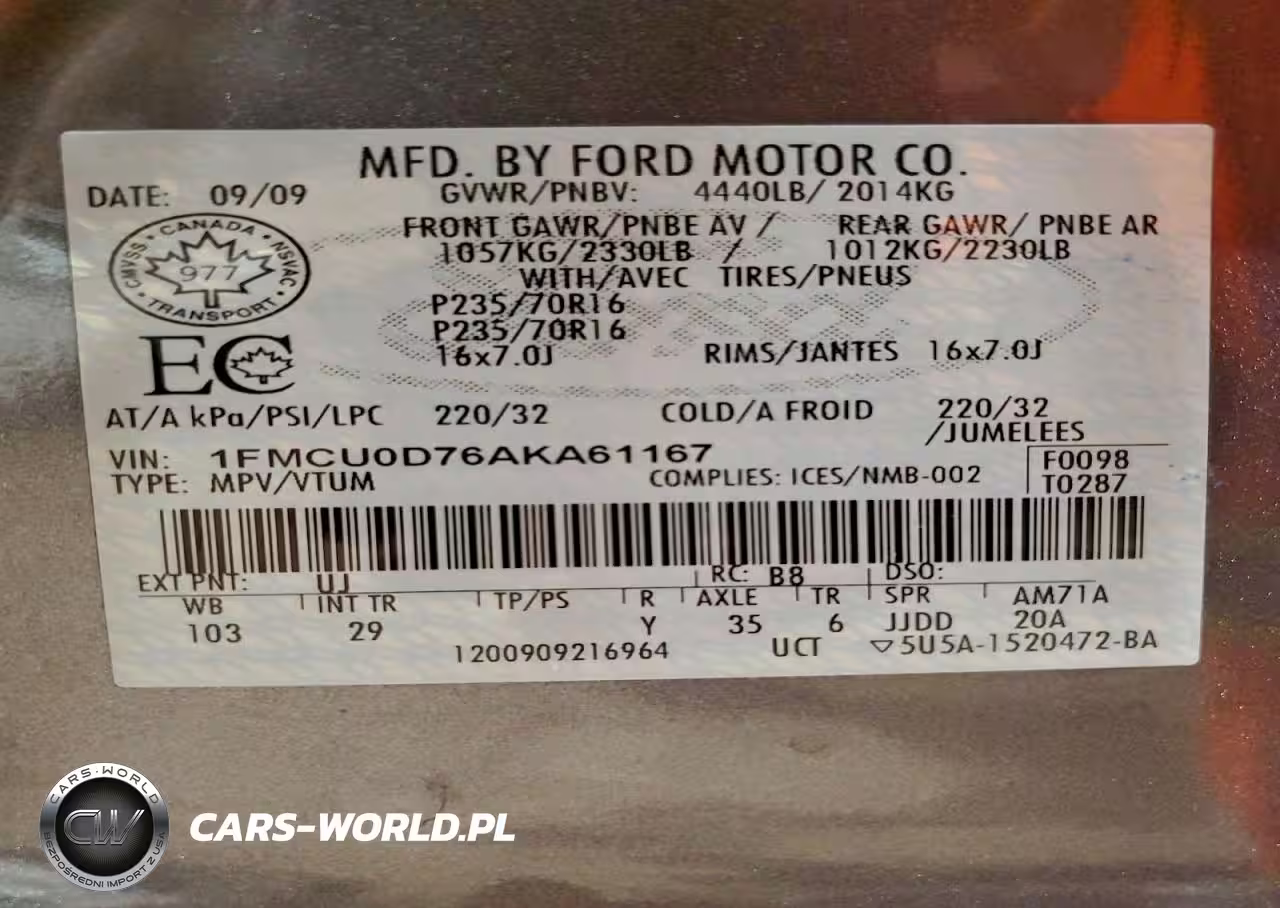 MFD. BY FORD MOTOR CO.
DATE: 09/09 GVWR/PNBV: 4440LB/ 2014KG
FRONT GAWR/PNBE AV / REAR GAWR/ PNBE AR
1057KG/2330LB / 1012KG/2230LB
WITH/AVEC TIRES/PNEUS
CANADA
CMVSS NSVAC
977
TRANSPORT
P235/70R16
P235/70R16
16x7.0J RIMS/JANTES 16x7.0J
EC
AT/A kPa/PSI/LPC 220/32 COLD/A FROID 220/32
/JUMELEES
VIN: 1FMCU0D76AKA61167 F0098
TYPE: MPV/VTUM COMPLIES: ICES/NMB-002 T0287
EXT PNT: UJ RC: B8 DSO:
WB INT TR TP/PS R AXLE TR SPR AM71A
103 29 Y 35 6 JJDD 20A
1200909216964 UCT ▽5U5A-1520472-BA
CARS-WORLD
CW
BEZPOŚREDNI IMPORT Z USA
CARS-WORLD.PL